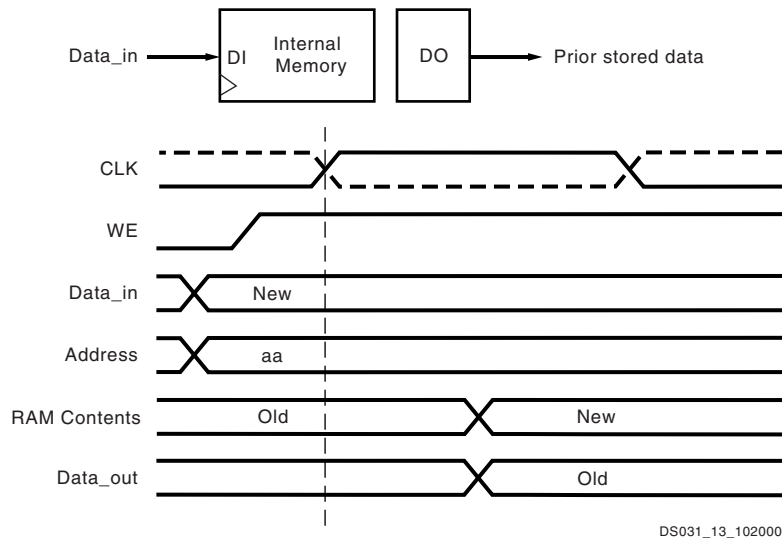 Data_in
DI
Internal
Memory
DO
Prior stored data
CLK
WE
Data_in
New
Address
aa
RAM Contents
Old
New
Data_out
Old
DS031_13_102000